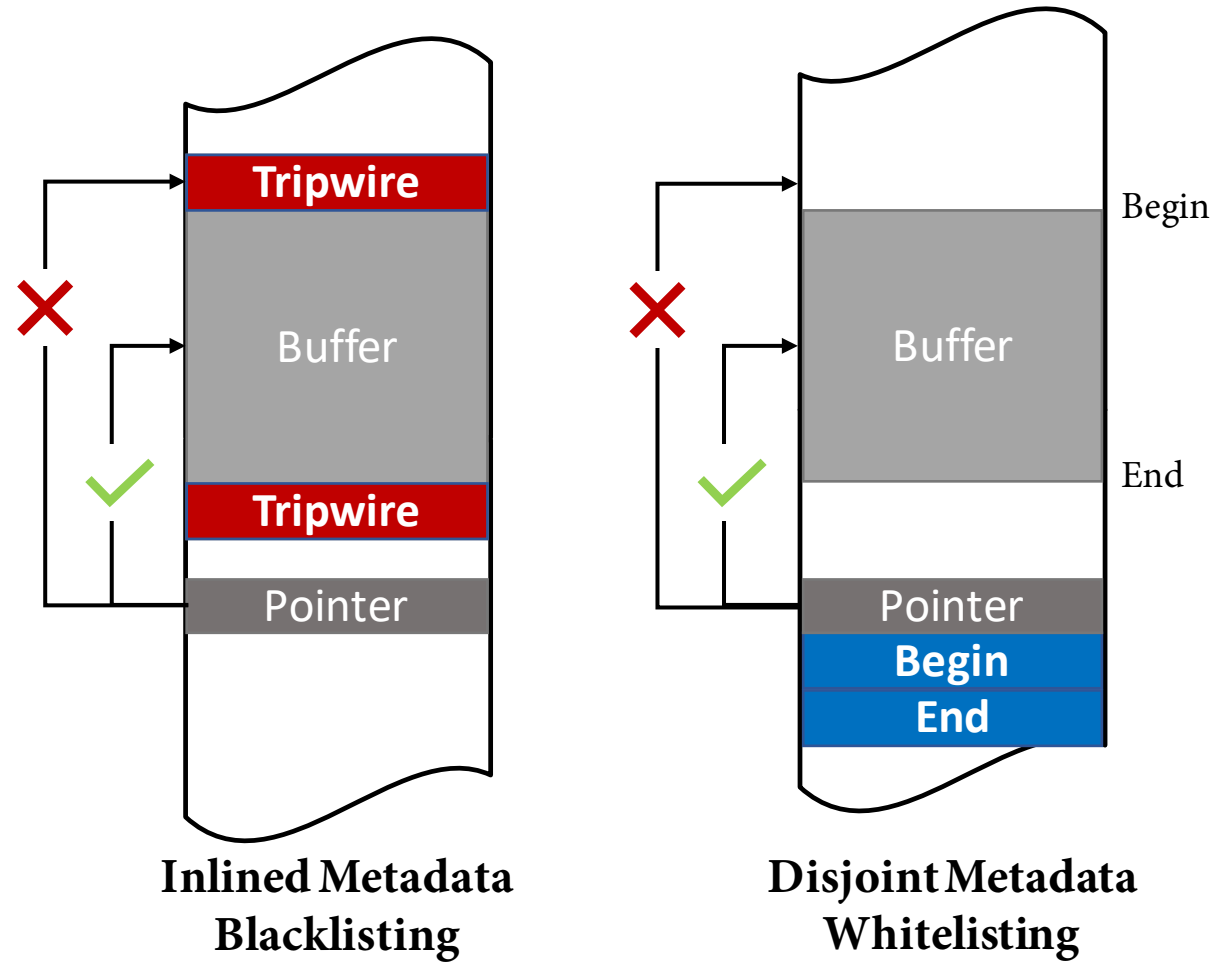 Tripwire
Buffer
Tripwire
Pointer
Inlined Metadata
Blacklisting
Begin
Buffer
End
Pointer
Begin
End
Disjoint Metadata
Whitelisting